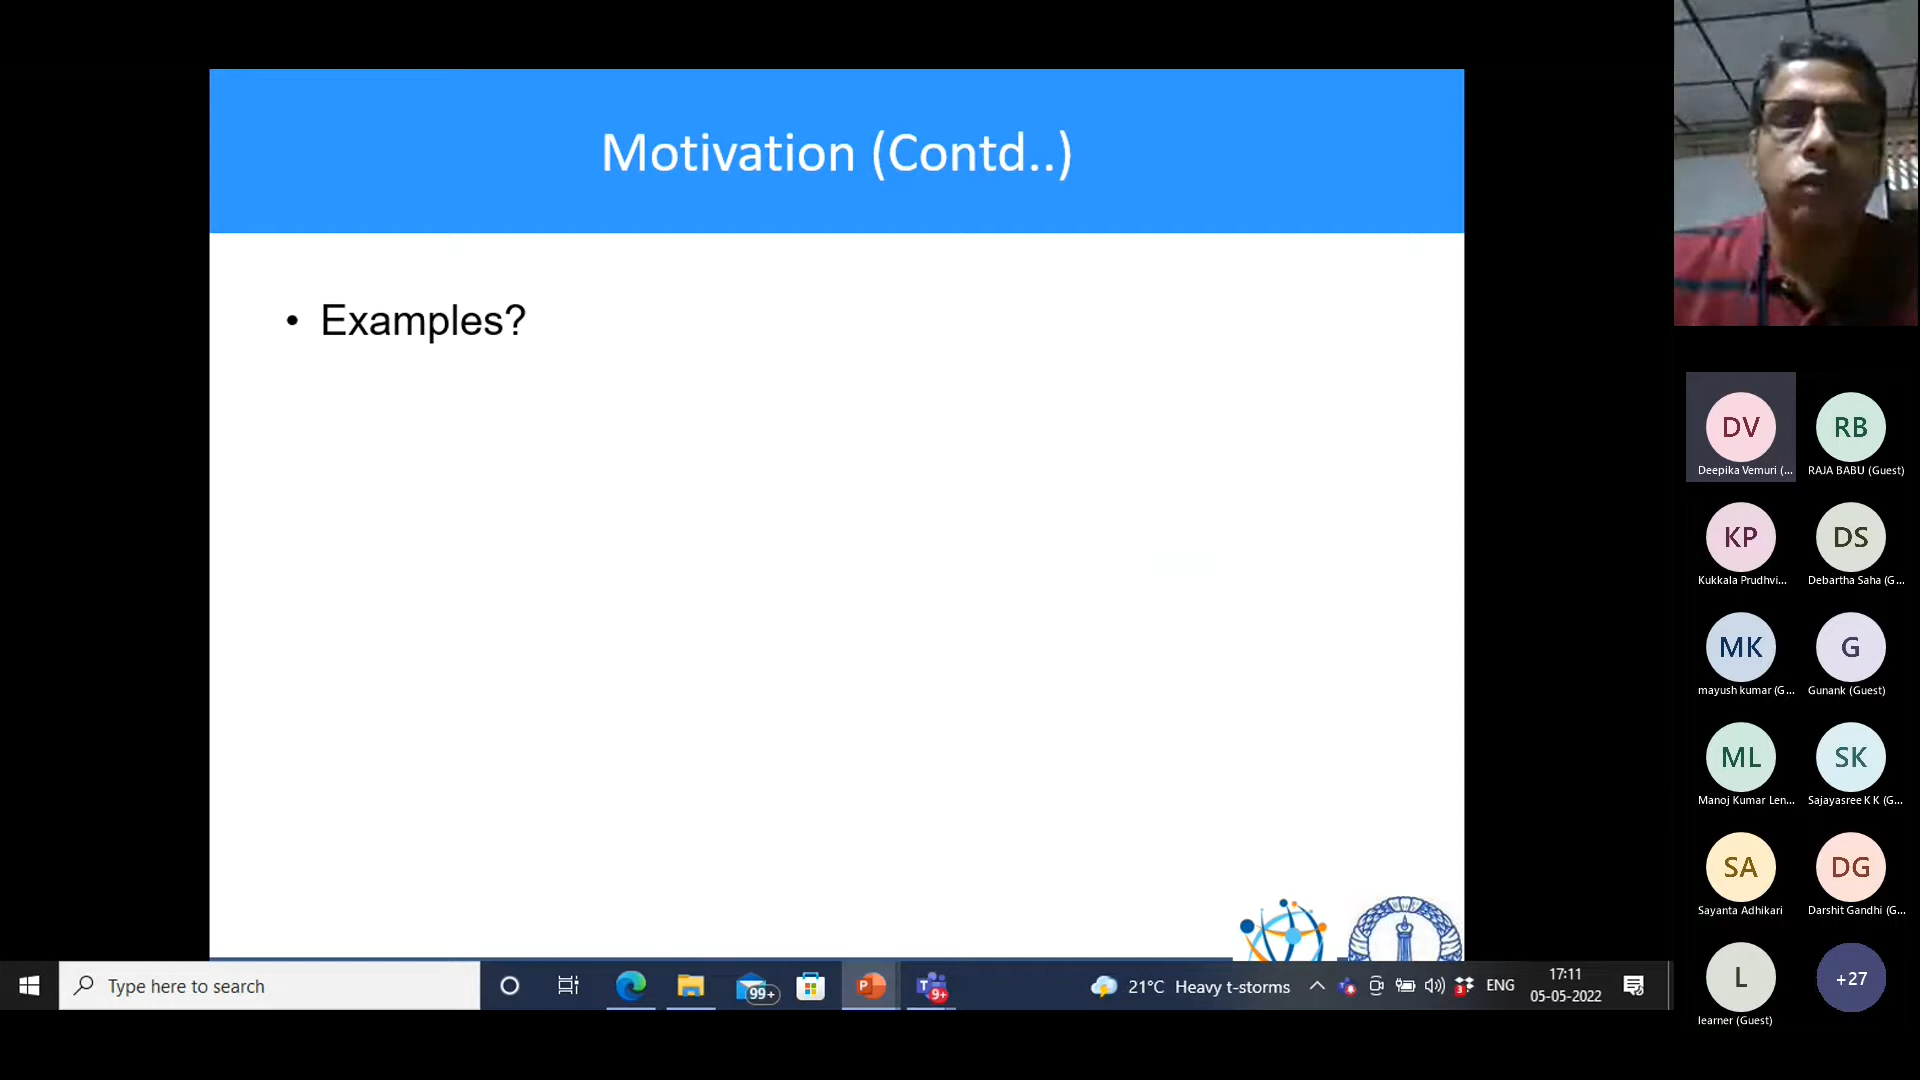 Motivation (Contd..)
• Examples?
Type here to search
99+
P
T
9+
21°C Heavy t-storms
3
ENG
17:11
05-05-2022
DV
Deepika Vemuri (...
RB
RAJA BABU (Guest)
KP
Kukkala Prudhvi...
DS
Debartha Saha (G...
MK
mayush kumar (G...
G
Gunank (Guest)
ML
Manoj Kumar Len...
SK
Sajayasree K K (G...
SA
Sayanta Adhikari
DG
Darshit Gandhi (G...
L
learner (Guest)
+27